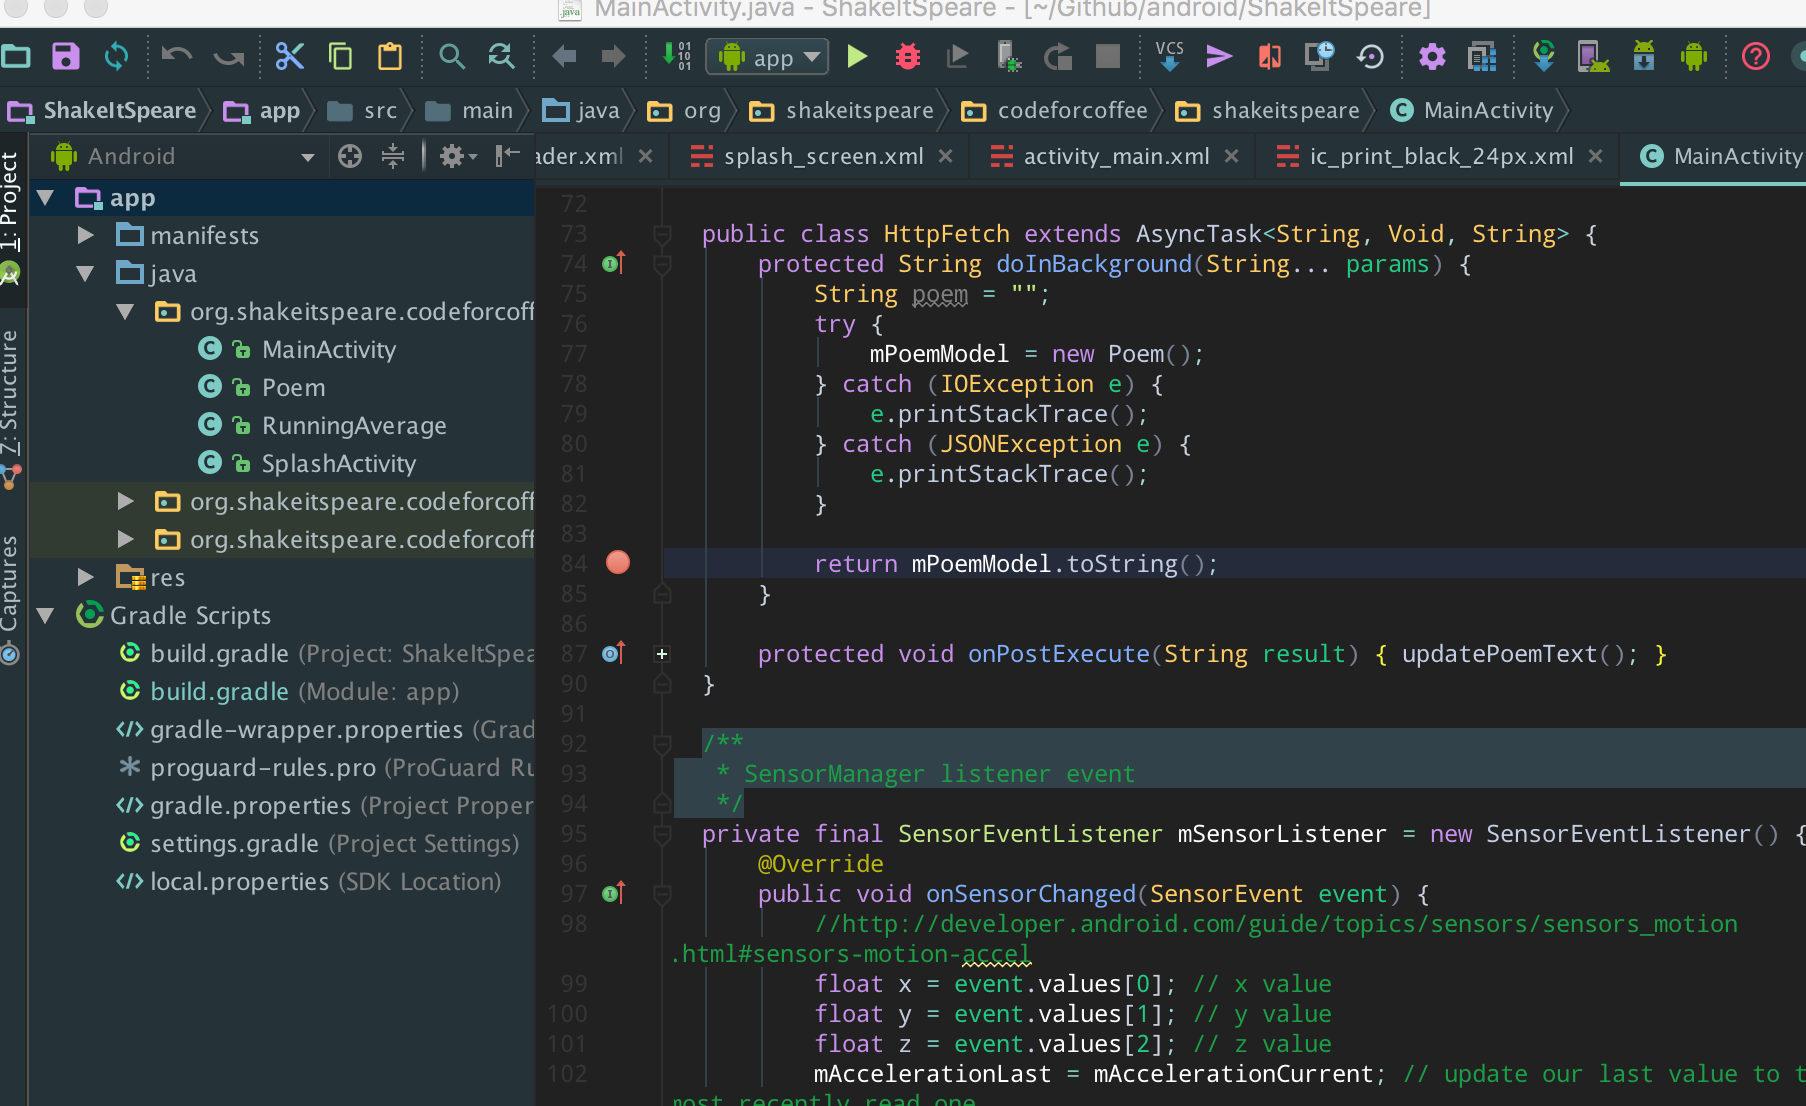 MainActivity.java - ShakeItSpeare - [~/Github/android/ShakeItSpeare]
app
VCS
ShakeItSpeare app src main java org shakeitspeare codeforcoffee shakeitspeare MainActivity
Android
ader.xml splash_screen.xml activity_main.xml ic_print_black_24px.xml MainActivity
1: Project
7: Structure
Captures
app
manifests
java
org.shakeitspeare.codeforcoff
MainActivity
Poem
RunningAverage
SplashActivity
org.shakeitspeare.codeforcoff
org.shakeitspeare.codeforcoff
res
Gradle Scripts
build.gradle (Project: ShakeItSpea
build.gradle (Module: app)
gradle-wrapper.properties (Grad
proguard-rules.pro (ProGuard Ru
gradle.properties (Project Proper
settings.gradle (Project Settings)
local.properties (SDK Location)
72
73 public class HttpFetch extends AsyncTask<String, Void, String> {
74 protected String doInBackground(String... params) {
75 String poem = "";
76 try {
77 mPoemModel = new Poem();
78 } catch (IOException e) {
79 e.printStackTrace();
80 } catch (JSONException e) {
81 e.printStackTrace();
82 }
83
84 return mPoemModel.toString();
85 }
86
87 protected void onPostExecute(String result) { updatePoemText(); }
90 }
91
92 /**
93 * SensorManager listener event
94 */
95 private final SensorEventListener mSensorListener = new SensorEventListener() {
96 @Override
97 public void onSensorChanged(SensorEvent event) {
98 //http://developer.android.com/guide/topics/sensors/sensors_motion
.html#sensors-motion-accel
99 float x = event.values[0]; // x value
100 float y = event.values[1]; // y value
101 float z = event.values[2]; // z value
102 mAccelerationLast = mAccelerationCurrent; // update our last value to t
most recently read one